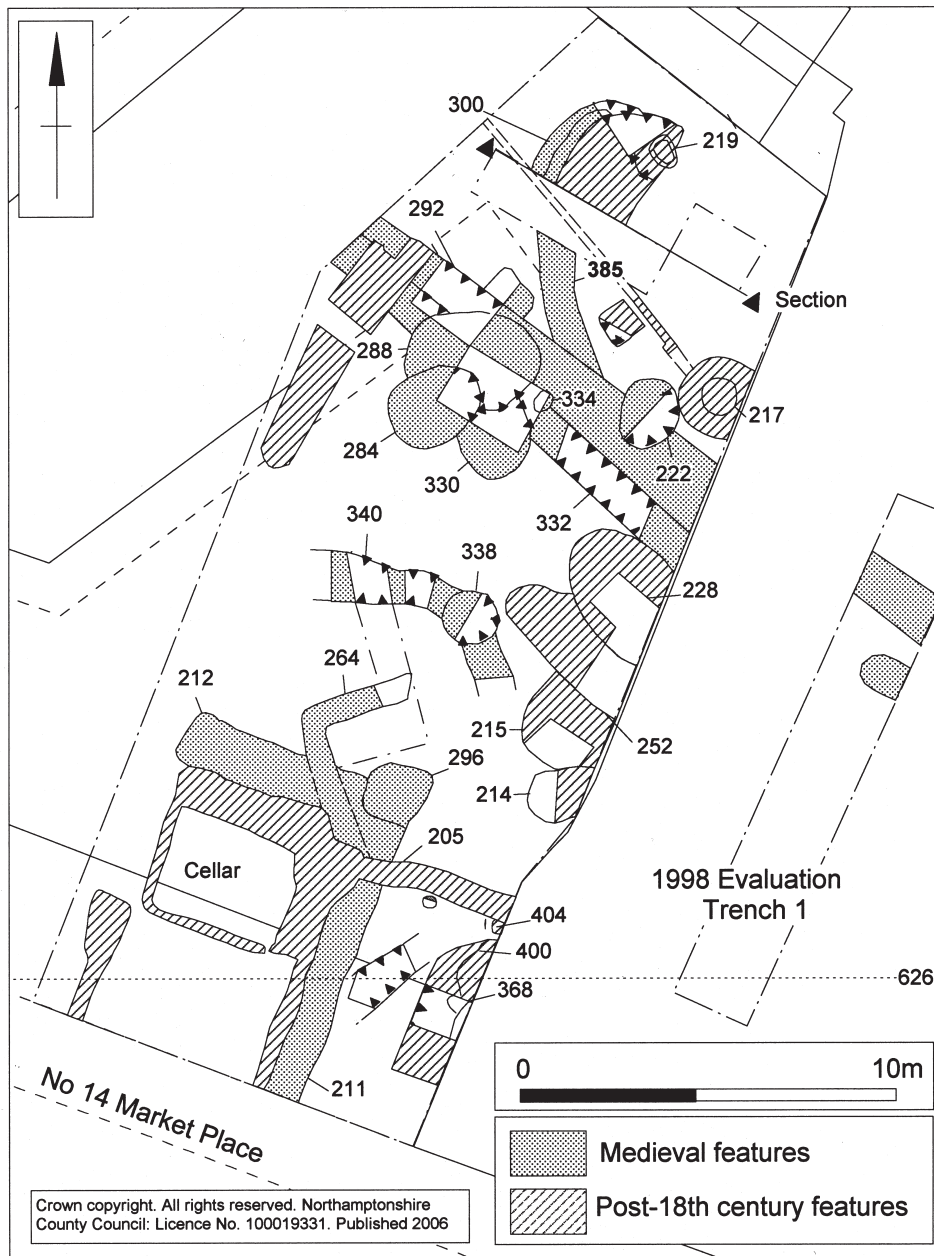 300
219
292
385
Section
288
334
217
284
222
330
332
340
338
228
264
212
215
252
296
214
205
1998 Evaluation
Trench 1
Cellar
404
400
626
368
0
10m
211
No 14 Market Place
Medieval features
Post-18th century features
Crown copyright. All rights reserved. Northamptonshire
County Council: Licence No. 100019331. Published 2006